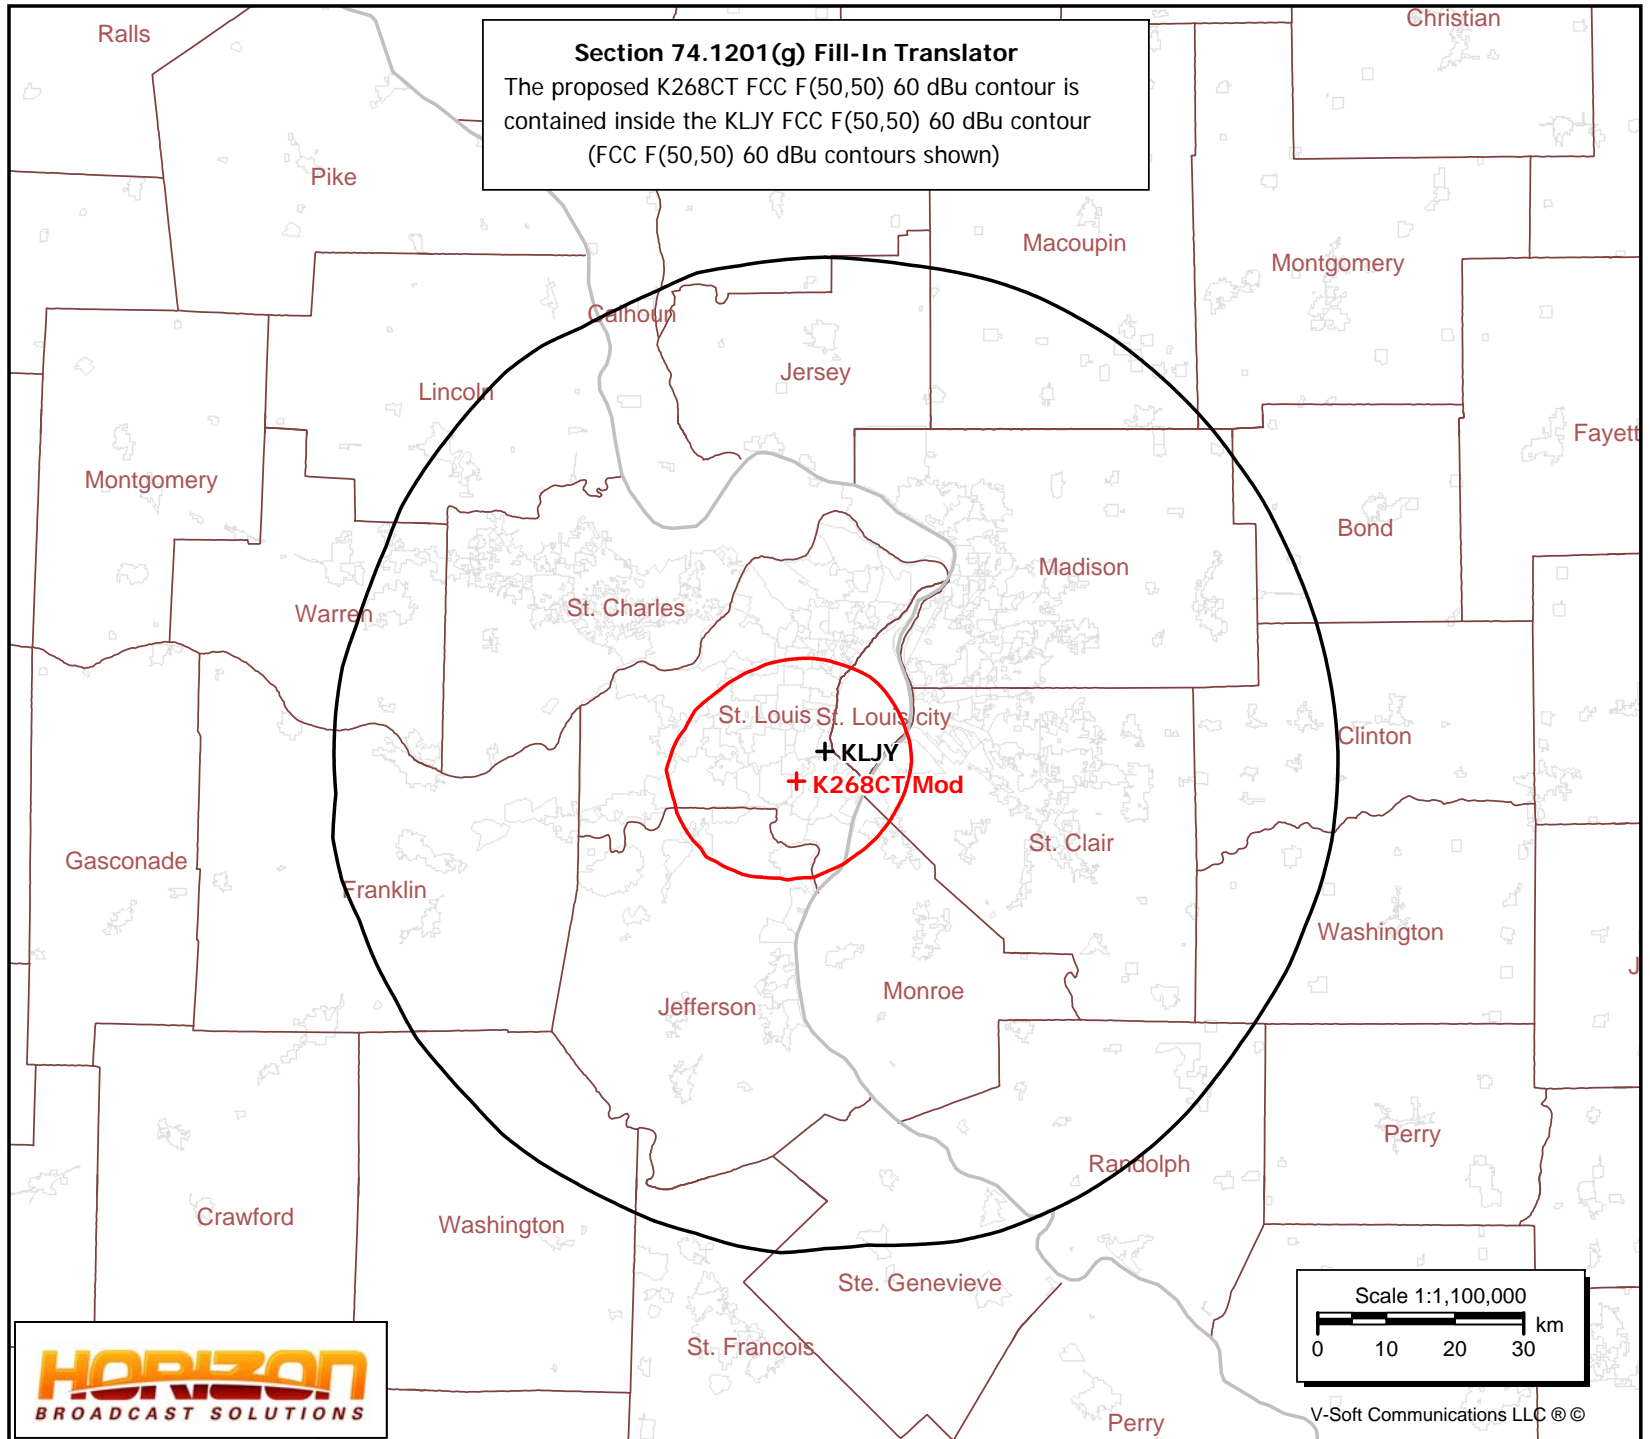 Ralls
Christian
Section 74.1201(g) Fill-In Translator
The proposed K268CT FCC F(50,50) 60 dBu contour is
contained inside the KLJY FCC F(50,50) 60 dBu contour
(FCC F(50,50) 60 dBu contours shown)
Pike
Macoupin
Montgomery
Calhoun
Jersey
Lincoln
Fayett
Montgomery
Bond
Madison
Warren
St. Charles
St. Louis
St. Louis city
Clinton
KLJY
K268CT Mod
St. Clair
Gasconade
Franklin
Washington
J
Monroe
Jefferson
Perry
Randolph
Crawford
Washington
Ste. Genevieve
St. Francois
Perry
Scale 1:1,100,000
km
0 10 20 30
V-Soft Communications LLC ® ©
HORIZON
BROADCAST SOLUTIONS